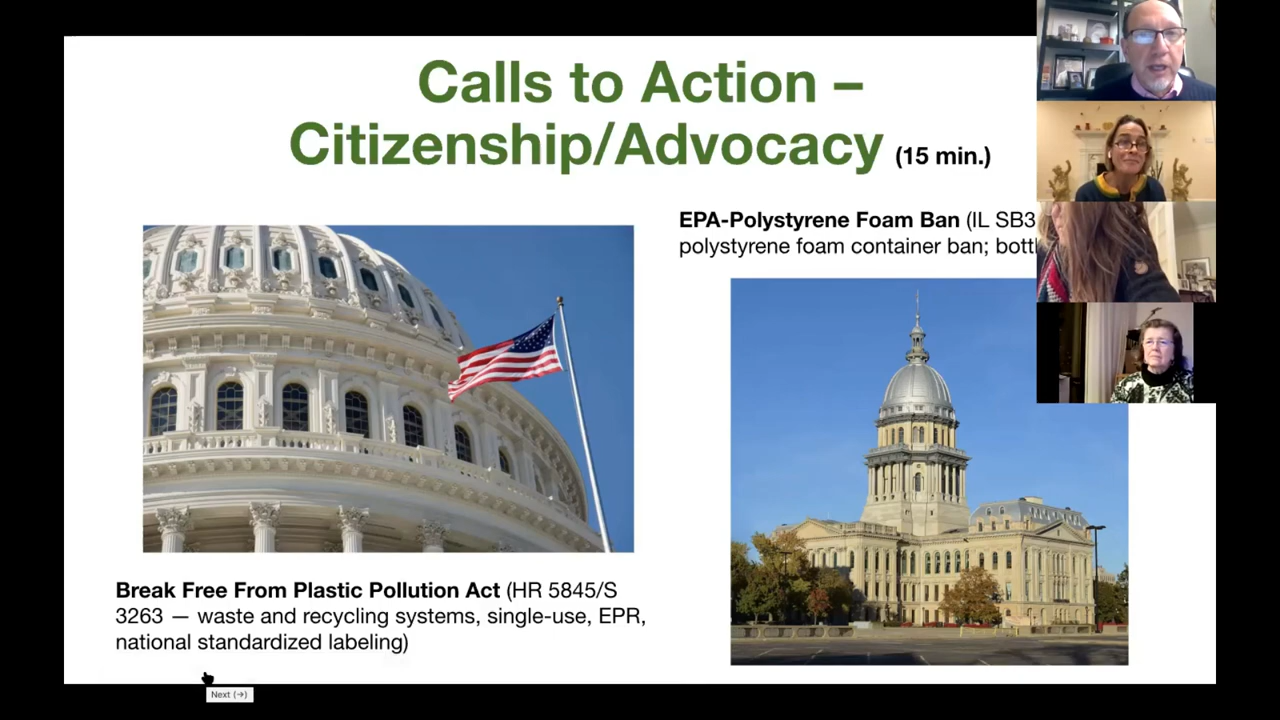 Calls to Action –
Citizenship/Advocacy (15 min.)
EPA-Polystyrene Foam Ban (IL SB3
polystyrene foam container ban; bottl
Break Free From Plastic Pollution Act (HR 5845/S
3263 — waste and recycling systems, single-use, EPR,
national standardized labeling)
Next (→)